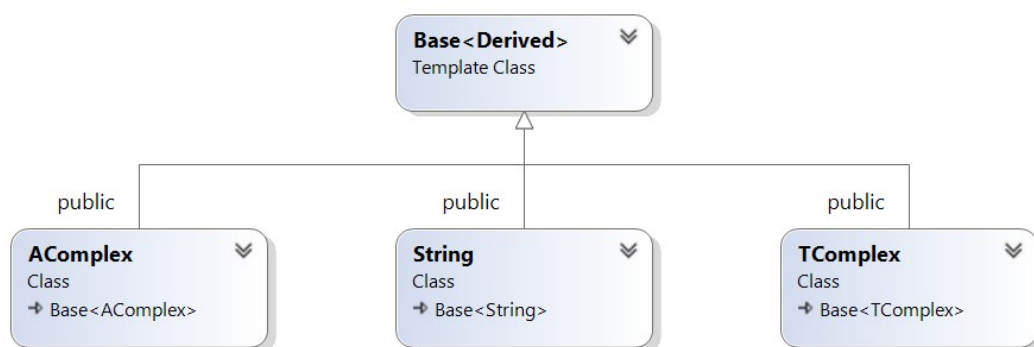 Base<Derived>
Template Class
public
public
public
AComplex
Class
Base<AComplex>
String
Class
Base<String>
TComplex
Class
Base<TComplex>